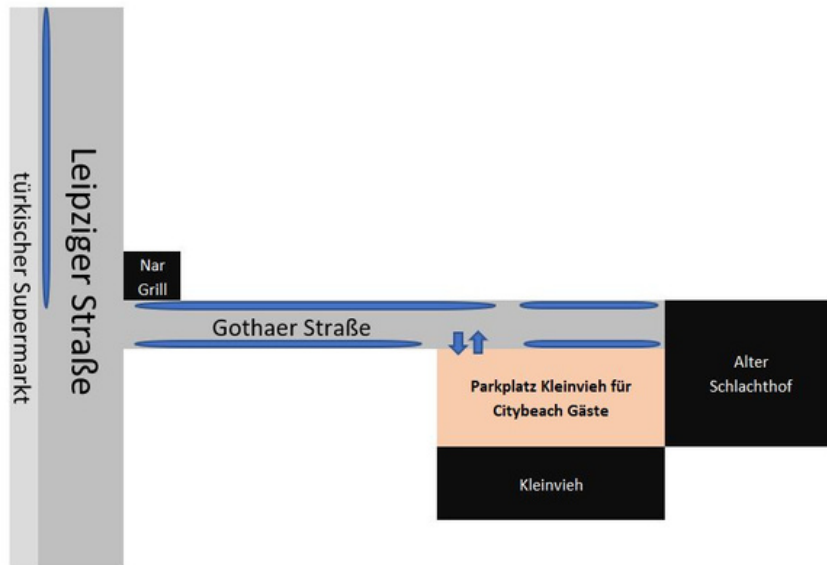 türkischer Supermarkt
Leipziger Straße
Nar
Grill
Gothaer Straße
Parkplatz Kleinvieh für
Citybeach Gäste
Alter
Schlachthof
Kleinvieh